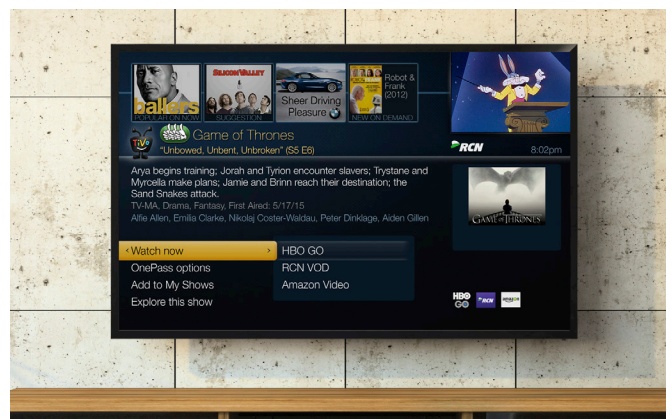 ballers
POPULAR ON NOW
SILICON VALLEY
SUGGESTION
Sheer Driving
Pleasure
Robot &
Frank
(2012)
NEW ON DEMAND
TiVo
Game of Thrones
"Unbowed, Unbent, Unbroken" (S5 E6)
RCN
8:02pm
Arya begins training; Jorah and Tyrion encounter slavers; Trystane and
Myrcella make plans; Jamie and Brinn reach their destination; the
Sand Snakes attack.
TV-MA, Drama, Fantasy, First Aired: 5/17/15
Alfie Allen, Emilia Clarke, Nikolaj Coster-Waldau, Peter Dinklage, Aiden Gillen
GAME OF THRONES
Watch now
HBO GO
OnePass options
RCN VOD
Add to My Shows
Amazon Video
Explore this show
HBO
GO
RCN
amazon